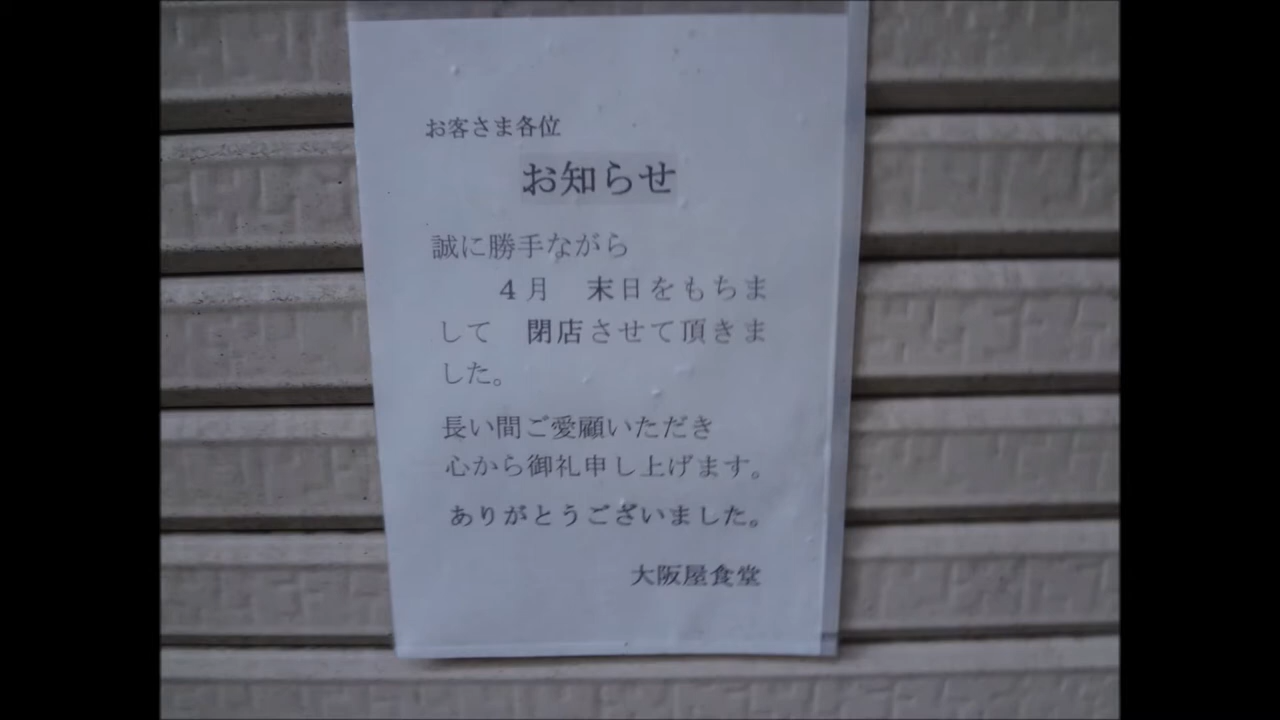 お客さま各位
お知らせ
誠に勝手ながら
４月　末日をもちま
して　閉店させて頂きま
した。
長い間ご愛顧いただき
心から御礼申し上げます。
ありがとうございました。
大阪屋食堂